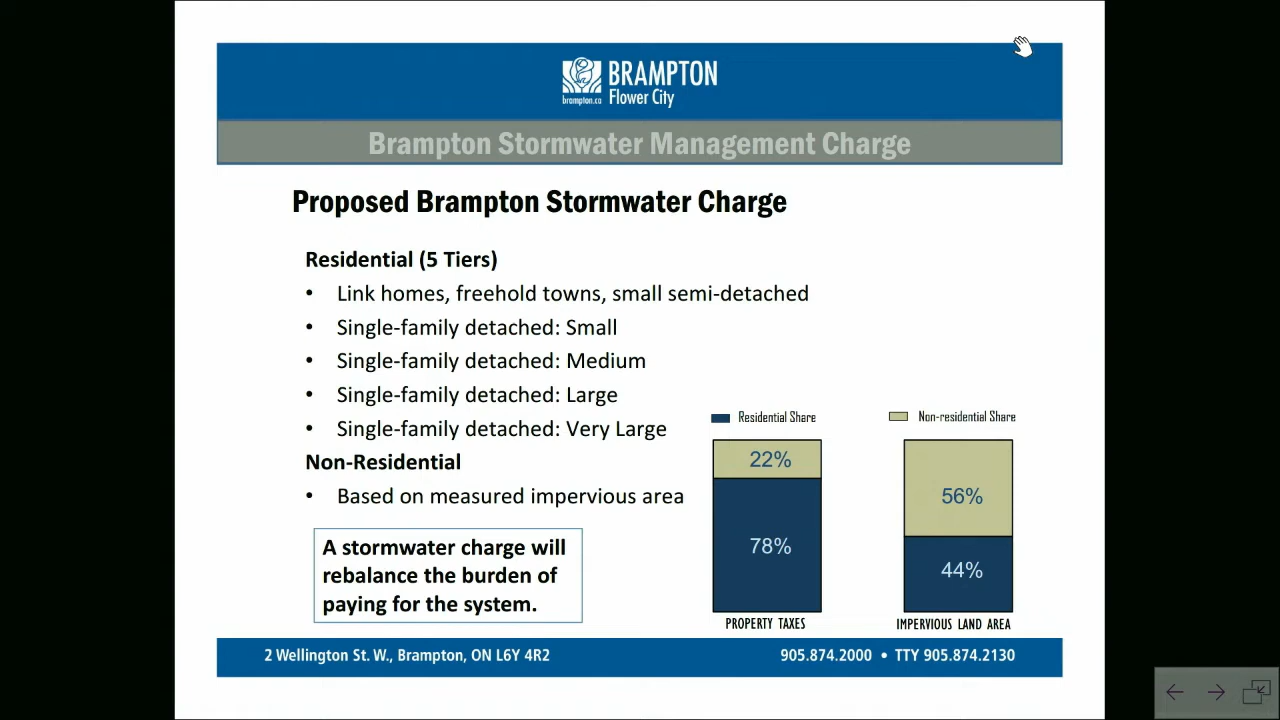 BRAMPTON
brampton.ca
Flower City
Brampton Stormwater Management Charge
Proposed Brampton Stormwater Charge
Residential (5 Tiers)
• Link homes, freehold towns, small semi-detached
• Single-family detached: Small
• Single-family detached: Medium
• Single-family detached: Large
• Single-family detached: Very Large
Non-Residential
• Based on measured impervious area
A stormwater charge will
rebalance the burden of
paying for the system.
Residential Share
Non-residential Share
22%
78%
56%
44%
PROPERTY TAXES
IMPERVIOUS LAND AREA
2 Wellington St. W., Brampton, ON L6Y 4R2
905.874.2000 • TTY 905.874.2130